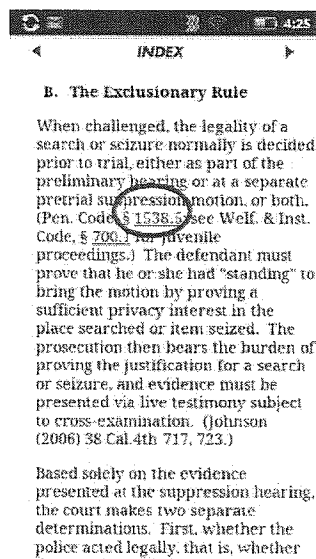 4:25
INDEX
B. The Exclusionary Rule
When challenged, the legality of a
search or seizure normally is decided
prior to trial, either as part of the
preliminary hearing or at a separate
pretrial suppression motion, or both.
(Pen. Code, § 1538.5; see Welf. & Inst.
Code, § 700.1 for juvenile
proceedings.) The defendant must
prove that he or she had "standing" to
bring the motion by proving a
sufficient privacy interest in the
place searched or item seized. The
prosecution then bears the burden of
proving the justification for a search
or seizure, and evidence must be
presented via live testimony subject
to cross-examination. (Johnson
(2006) 38 Cal.4th 717, 723.)
Based solely on the evidence
presented at the suppression hearing,
the court makes two separate
determinations. First, whether the
police acted legally, that is, whether